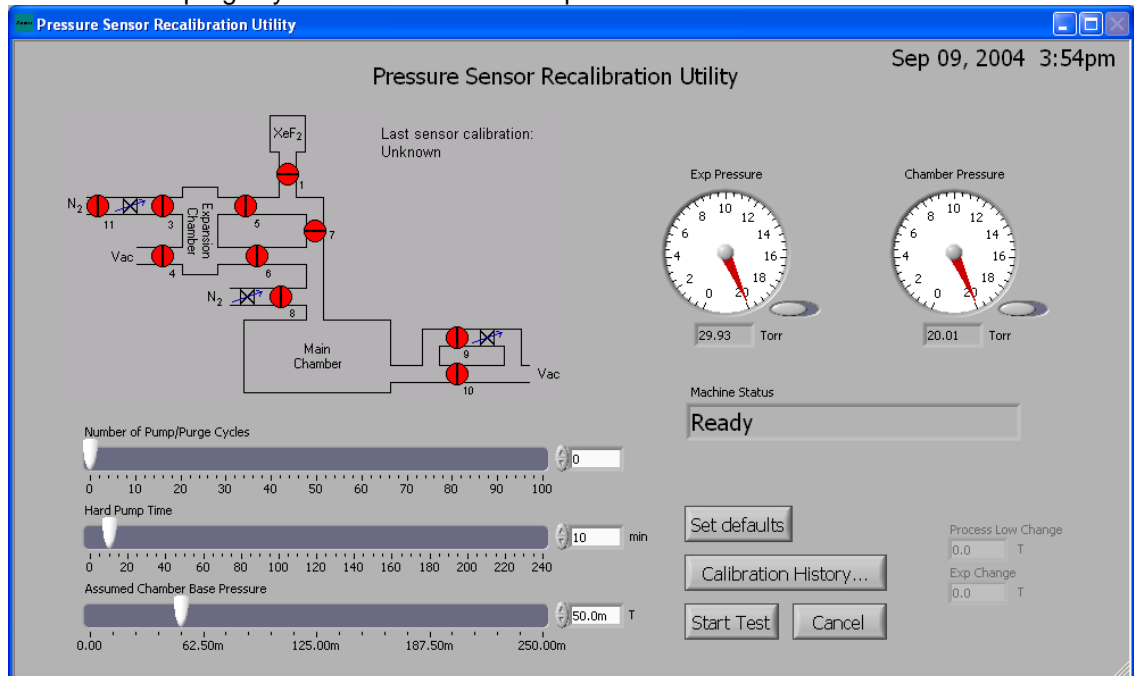 Pressure Sensor Recalibration Utility
Sep 09, 2004 3:54pm
Pressure Sensor Recalibration Utility
XeF2
Last sensor calibration:
Unknown
1
N2
11
3
Expansion
Chamber
5
7
Vac
4
6
N2
8
Main
Chamber
9
10
Vac
Exp Pressure
0 2 4 6 8 10 12 14 16 18 20
29.93 Torr
Chamber Pressure
0 2 4 6 8 10 12 14 16 18 20
20.01 Torr
Machine Status
Ready
Number of Pump/Purge Cycles
0
0 10 20 30 40 50 60 70 80 90 100
Hard Pump Time
10 min
0 20 40 60 80 100 120 140 160 180 200 220 240
Assumed Chamber Base Pressure
50.0m T
0.00 62.50m 125.00m 187.50m 250.00m
Set defaults
Calibration History...
Start Test
Cancel
Process Low Change
0.0 T
Exp Change
0.0 T